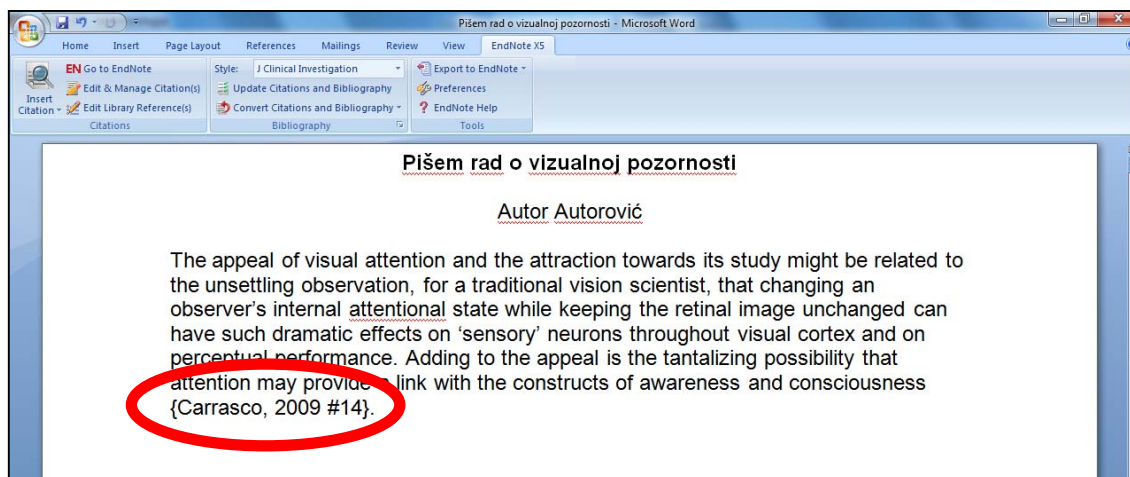 Pišem rad o vizualnoj pozornosti - Microsoft Word
Home Insert Page Layout References Mailings Review View EndNote X5
EN Go to EndNote Style: J Clinical Investigation Export to EndNote
Insert Citation Edit & Manage Citation(s) Update Citations and Bibliography Preferences
Edit Library Reference(s) Convert Citations and Bibliography ? EndNote Help
Citations Bibliography Tools
Pišem rad o vizualnoj pozornosti
Autor Autorović
The appeal of visual attention and the attraction towards its study might be related to
the unsettling observation, for a traditional vision scientist, that changing an
observer’s internal attentional state while keeping the retinal image unchanged can
have such dramatic effects on ‘sensory’ neurons throughout visual cortex and on
perceptual performance. Adding to the appeal is the tantalizing possibility that
attention may provide a link with the constructs of awareness and consciousness
{Carrasco, 2009 #14}.